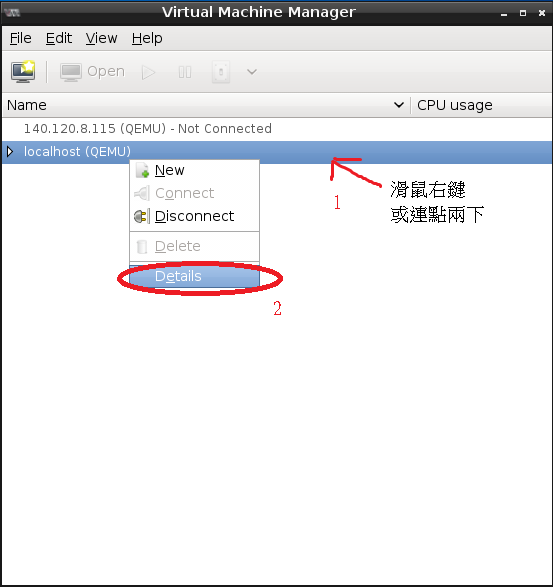 Virtual Machine Manager
File Edit View Help
Open
Name CPU usage
140.120.8.115 (QEMU) - Not Connected
localhost (QEMU)
New
Connect
Disconnect
Delete
Details
1
滑鼠右鍵
或連點兩下
2